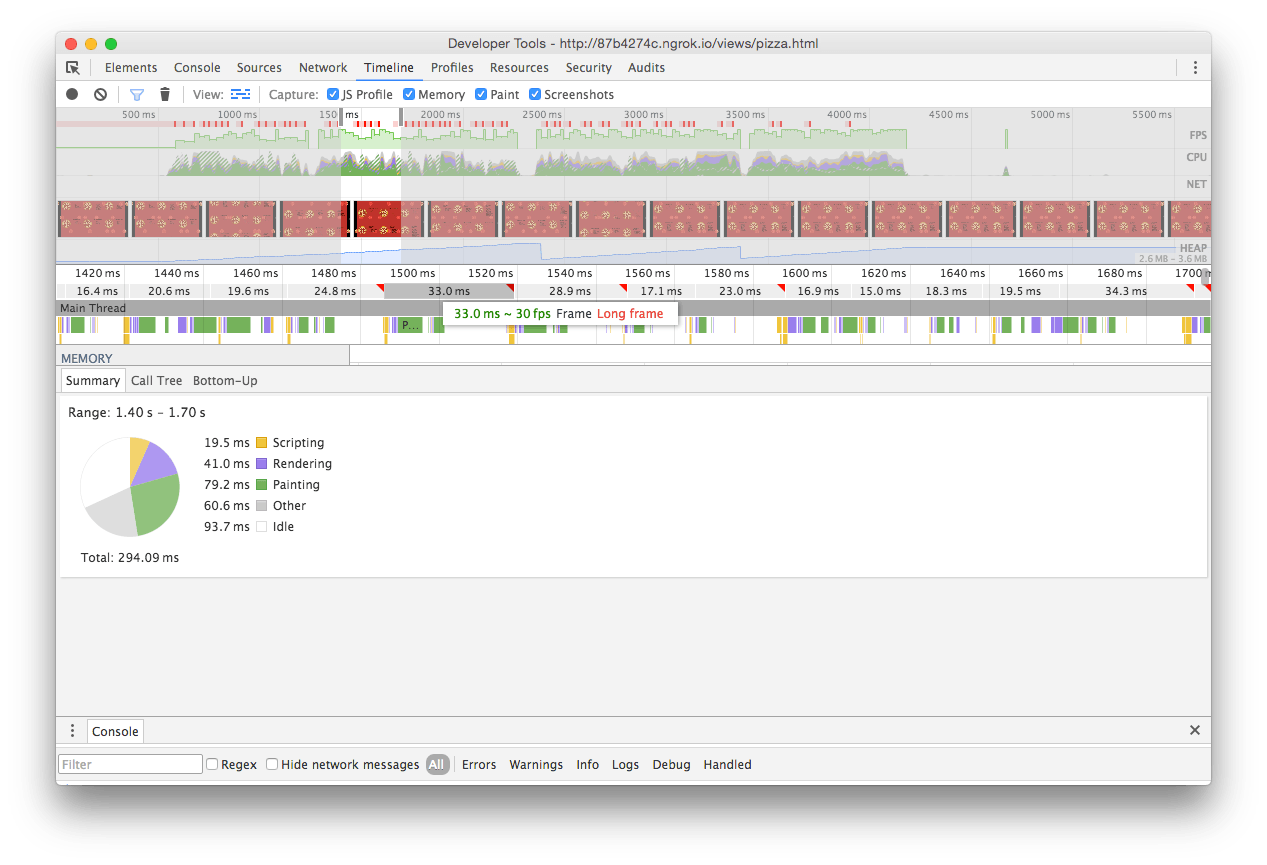 Developer Tools - http://87b4274c.ngrok.io/views/pizza.html
Elements Console Sources Network Timeline Profiles Resources Security Audits
View: Capture: JS Profile Memory Paint Screenshots
500 ms 1000 ms 150 ms 2000 ms 2500 ms 3000 ms 3500 ms 4000 ms 4500 ms 5000 ms 5500 ms
FPS
CPU
NET
HEAP
2.6 MB – 3.6 MB
1420 ms 1440 ms 1460 ms 1480 ms 1500 ms 1520 ms 1540 ms 1560 ms 1580 ms 1600 ms 1620 ms 1640 ms 1660 ms 1680 ms 1700 m
16.4 ms 20.6 ms 19.6 ms 24.8 ms 33.0 ms 28.9 ms 17.1 ms 23.0 ms 16.9 ms 15.0 ms 18.3 ms 19.5 ms 34.3 ms
Main Thread
33.0 ms ~ 30 fps Frame Long frame
P...
MEMORY
Summary Call Tree Bottom-Up
Range: 1.40 s – 1.70 s
19.5 ms Scripting
41.0 ms Rendering
79.2 ms Painting
60.6 ms Other
93.7 ms Idle
Total: 294.09 ms
Console
Filter Regex Hide network messages All Errors Warnings Info Logs Debug Handled